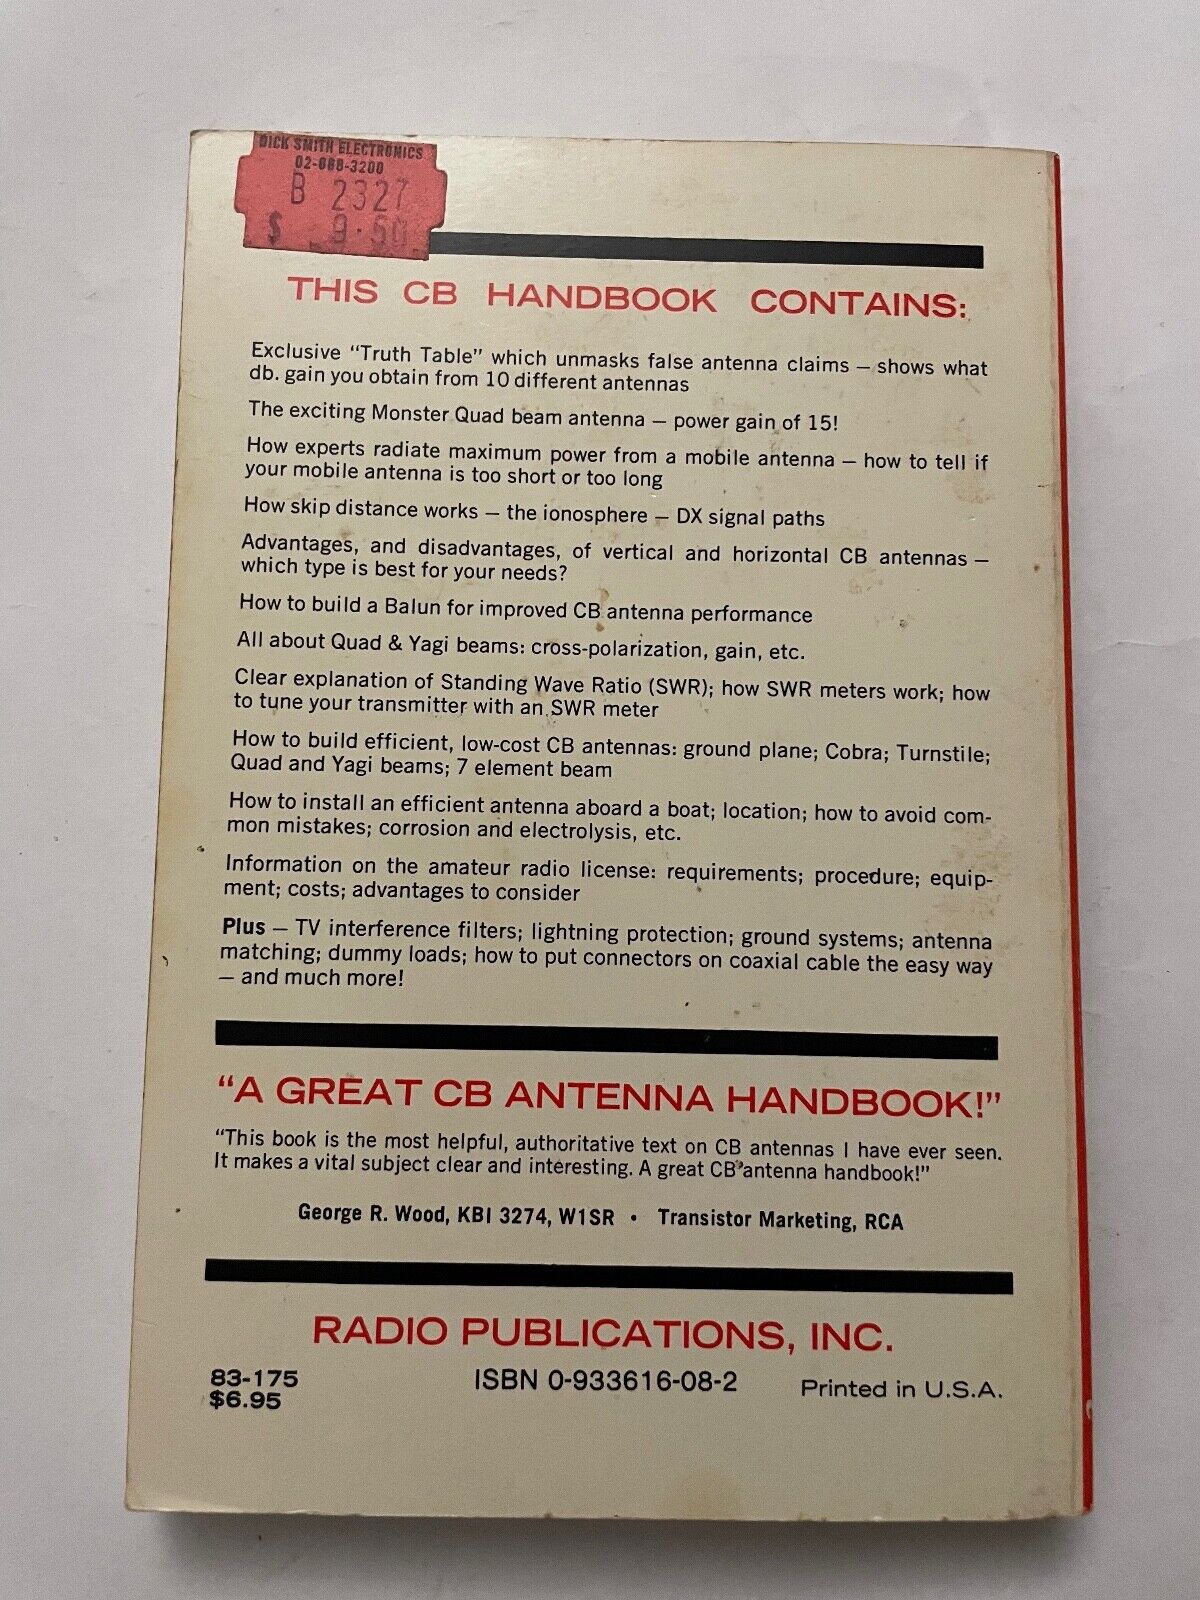 DICK SMITH ELECTRONICS
02-888-3200
B 2327
$ 9.50
THIS CB HANDBOOK CONTAINS:
Exclusive "Truth Table" which unmasks false antenna claims — shows what
db. gain you obtain from 10 different antennas
The exciting Monster Quad beam antenna — power gain of 15!
How experts radiate maximum power from a mobile antenna — how to tell if
your mobile antenna is too short or too long
How skip distance works — the ionosphere — DX signal paths
Advantages, and disadvantages, of vertical and horizontal CB antennas —
which type is best for your needs?
How to build a Balun for improved CB antenna performance
All about Quad & Yagi beams: cross-polarization, gain, etc.
Clear explanation of Standing Wave Ratio (SWR); how SWR meters work; how
to tune your transmitter with an SWR meter
How to build efficient, low-cost CB antennas: ground plane; Cobra; Turnstile;
Quad and Yagi beams; 7 element beam
How to install an efficient antenna aboard a boat; location; how to avoid com-
mon mistakes; corrosion and electrolysis, etc.
Information on the amateur radio license: requirements; procedure; equip-
ment; costs; advantages to consider
Plus — TV interference filters; lightning protection; ground systems; antenna
matching; dummy loads; how to put connectors on coaxial cable the easy way
— and much more!
"A GREAT CB ANTENNA HANDBOOK!"
"This book is the most helpful, authoritative text on CB antennas I have ever seen.
It makes a vital subject clear and interesting. A great CB antenna handbook!"
George R. Wood, KBI 3274, W1SR • Transistor Marketing, RCA
RADIO PUBLICATIONS, INC.
83-175
$6.95
ISBN 0-933616-08-2
Printed in U.S.A.